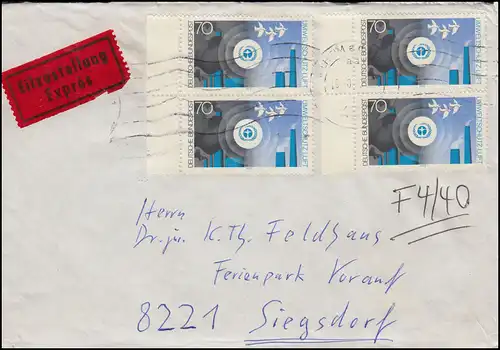 Eilzustellung
Exprès
70
DEUTSCHE BUNDESPOST
70
DEUTSCHE BUNDESPOST
70
DEUTSCHE BUNDESPOST
70
DEUTSCHE BUNDESPOST
F4/40
Herrn
Dr. jur. K. Th. Feldhaus
Ferienpark Vorauf
8221 Siegsdorf